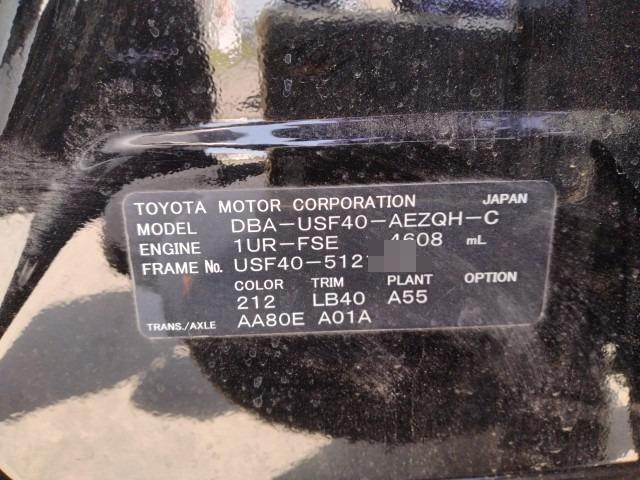 TOYOTA MOTOR CORPORATION JAPAN
MODEL DBA-USF40-AEZQH-C
ENGINE 1UR-FSE 4608 mL
FRAME No. USF40-512
COLOR TRIM PLANT OPTION
212 LB40 A55
TRANS./AXLE AA80E A01A